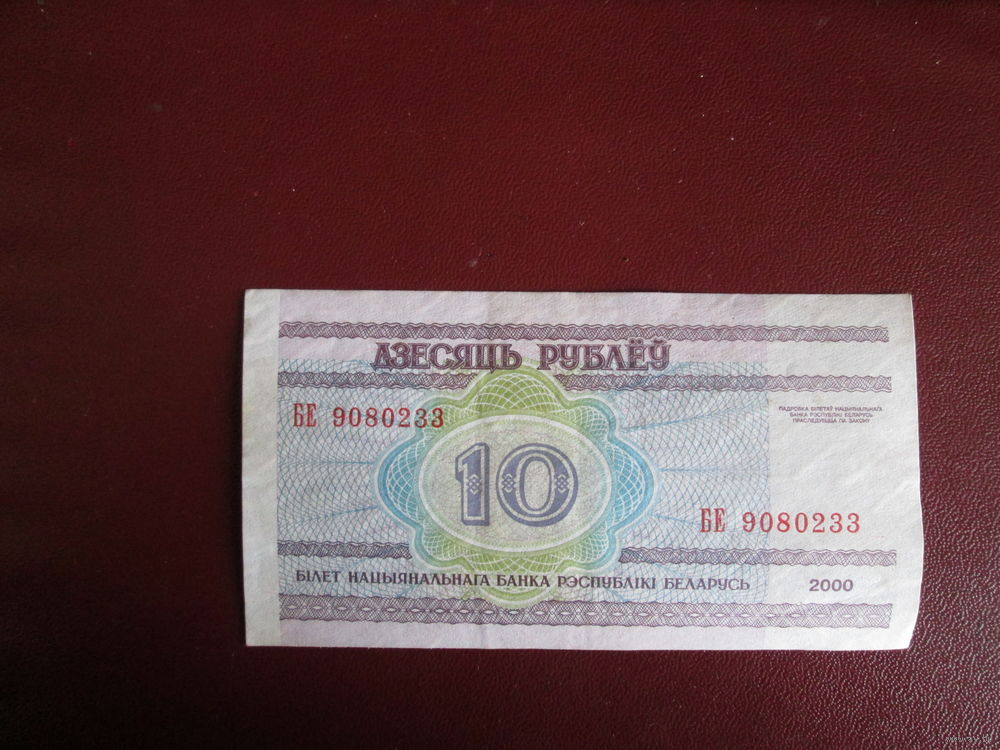 ДЗЕСЯЦЬ РУБЛЁЎ
БЕ 9080233
ПАДРОБКА БІЛЕТАЎ НАЦЫЯНАЛЬНАГА
БАНКА РЭСПУБЛІКІ БЕЛАРУСЬ
ПРАСЛЕДУЕЦЦА ПА ЗАКОНУ
10
БЕ 9080233
БІЛЕТ НАЦЫЯНАЛЬНАГА БАНКА РЭСПУБЛІКІ БЕЛАРУСЬ 2000